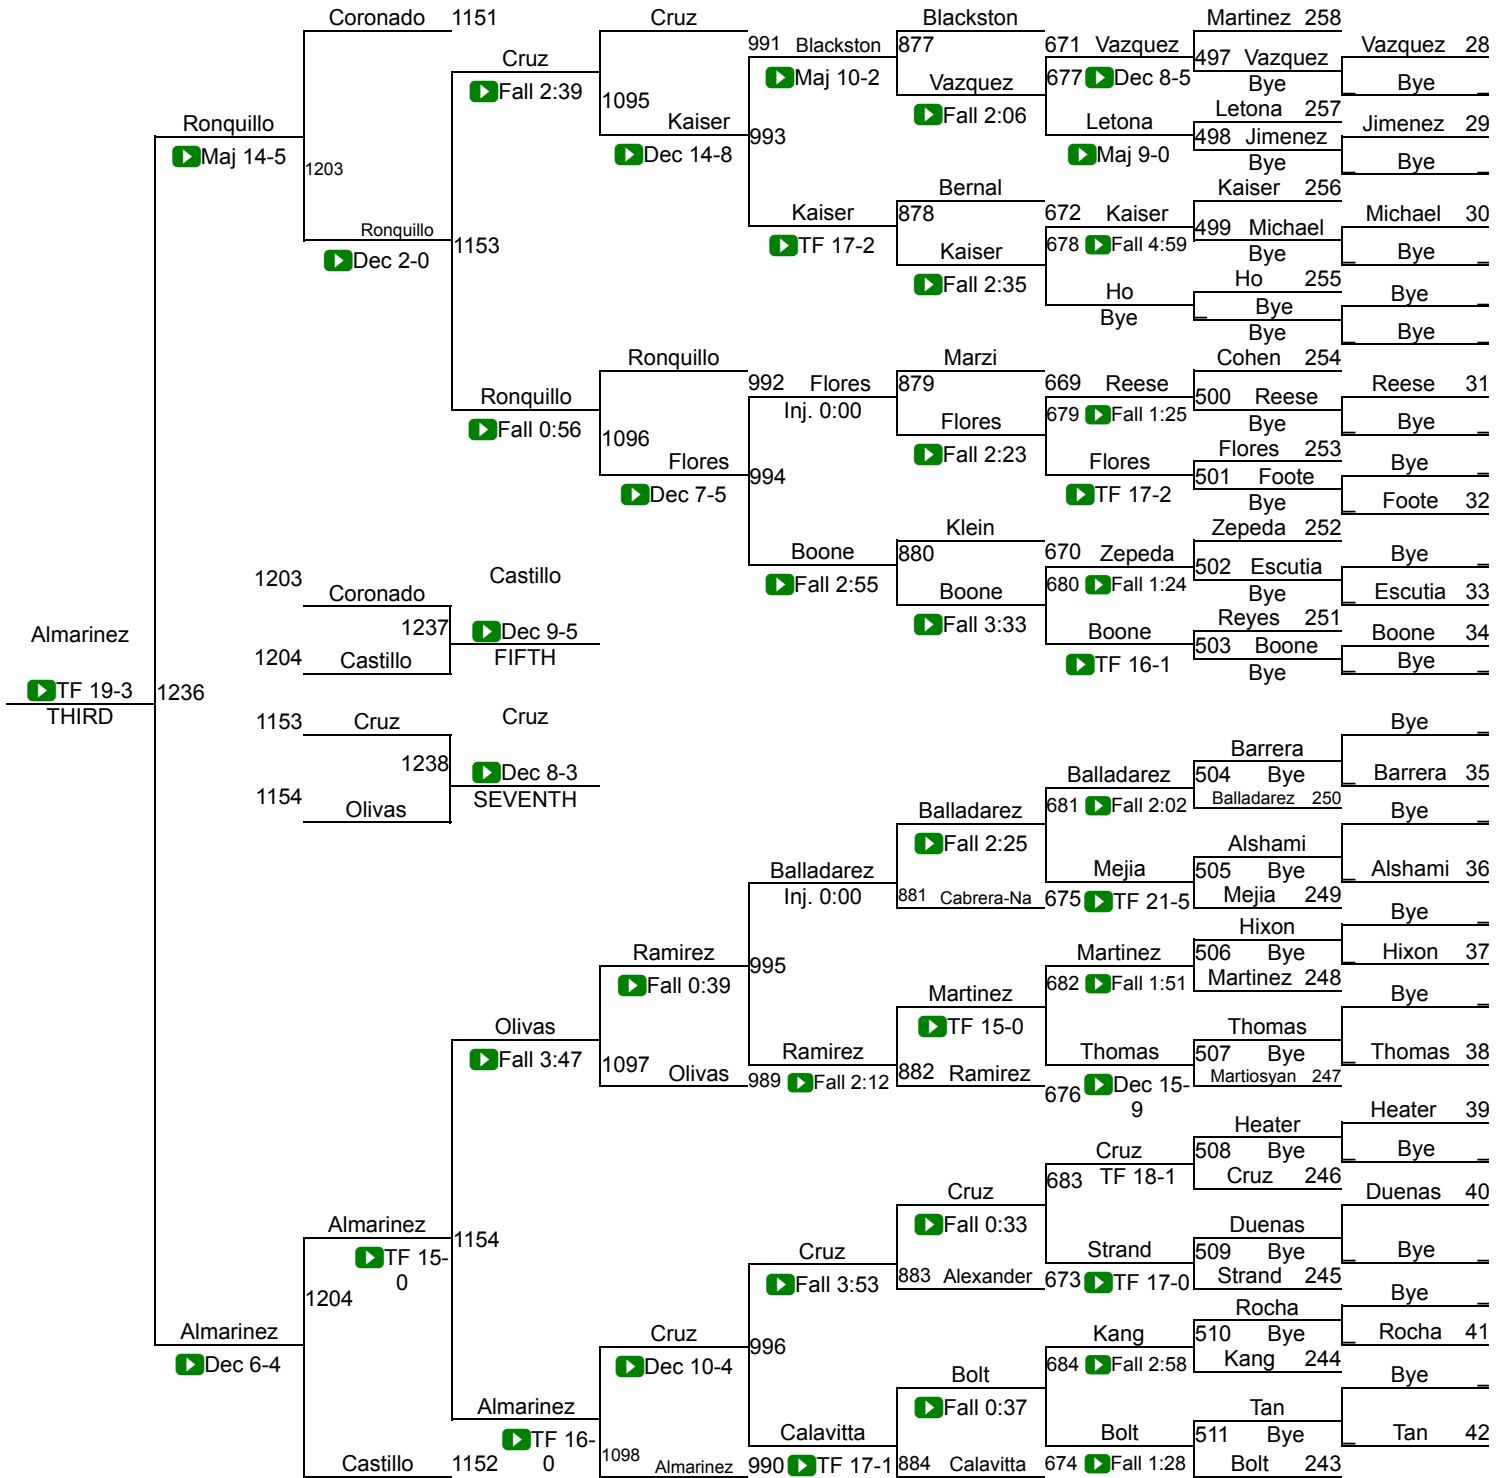 Coronado 1151
Cruz
Blackston
Martinez 258
Cruz
991 Blackston
877
671 Vazquez
497 Vazquez
Vazquez 28
Fall 2:39
Maj 10-2
Vazquez
677 Dec 8-5
Bye
Bye _
1095
Fall 2:06
Letona 257
Ronquillo
Kaiser
993
Letona
498 Jimenez
Jimenez 29
Maj 14-5
Dec 14-8
Maj 9-0
Bye
Bye _
1203
Bernal
Kaiser 256
Ronquillo
1153
Kaiser
878
672 Kaiser
499 Michael
Michael 30
Dec 2-0
TF 17-2
Kaiser
678 Fall 4:59
Bye
Bye _
Fall 2:35
Ho 255
Ho
_ Bye
Bye _
Bye
Bye
Bye _
Ronquillo
Marzi
Cohen 254
Ronquillo
992 Flores
879
669 Reese
500 Reese
Reese 31
Fall 0:56
Inj. 0:00
Flores
679 Fall 1:25
Bye
Bye _
1096
Fall 2:23
Flores 253
Flores
994
Flores
501 Foote
Bye _
Dec 7-5
TF 17-2
Bye
Foote 32
Klein
Zepeda 252
Boone
880
670 Zepeda
502 Escutia
Bye _
1203
Coronado
Castillo
Fall 2:55
Boone
680 Fall 1:24
Bye
Escutia 33
Fall 3:33
Reyes 251
Almarinez
1237
Dec 9-5
Boone
503 Boone
Boone 34
1204
Castillo
FIFTH
TF 16-1
Bye
Bye _
TF 19-3
1236
THIRD
1153
Cruz
Cruz
Bye _
1238
Dec 8-3
Barrera
Balladarez
504 Bye
Barrera 35
1154
Olivas
SEVENTH
Balladarez
681 Fall 2:02
Balladarez 250
Bye _
Fall 2:25
Alshami
Balladarez
Mejia
505 Bye
Alshami 36
Inj. 0:00
881 Cabrera-Na
675 TF 21-5
Mejia 249
Bye _
Hixon
Ramirez
995
Martinez
506 Bye
Hixon 37
Fall 0:39
Martinez
682 Fall 1:51
Martinez 248
Bye _
Olivas
TF 15-0
Thomas
Fall 3:47
1097
Olivas
Ramirez
Thomas
507 Bye
Thomas 38
989 Fall 2:12
882 Ramirez
676 Dec 15-
9
Martiosyan 247
Heater
Heater 39
Cruz
508 Bye
Bye _
683 TF 18-1
Cruz 246
Cruz
Duenas 40
Almarinez
1154
Fall 0:33
Duenas
TF 15-
0
Cruz
Strand
509 Bye
Bye _
Fall 3:53
883 Alexander
673 TF 17-0
Strand 245
1204
Bye _
Rocha
Almarinez
Cruz
996
Kang
510 Bye
Rocha 41
Dec 6-4
Dec 10-4
684 Fall 2:58
Kang 244
Bolt
Bye _
Almarinez
Fall 0:37
Tan
TF 16-
0
Calavitta
Bolt
511 Bye
Tan 42
Castillo 1152
1098 Almarinez
990 TF 17-1
884 Calavitta
674 Fall 1:28
Bolt 243